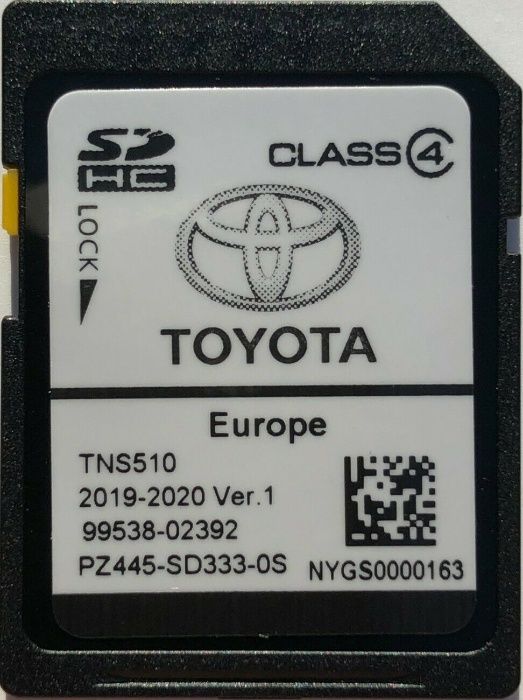 SD
HC
CLASS 4
LOCK
TOYOTA
Europe
TNS510
2019-2020 Ver.1
99538-02392
PZ445-SD333-0S
NYGS0000163